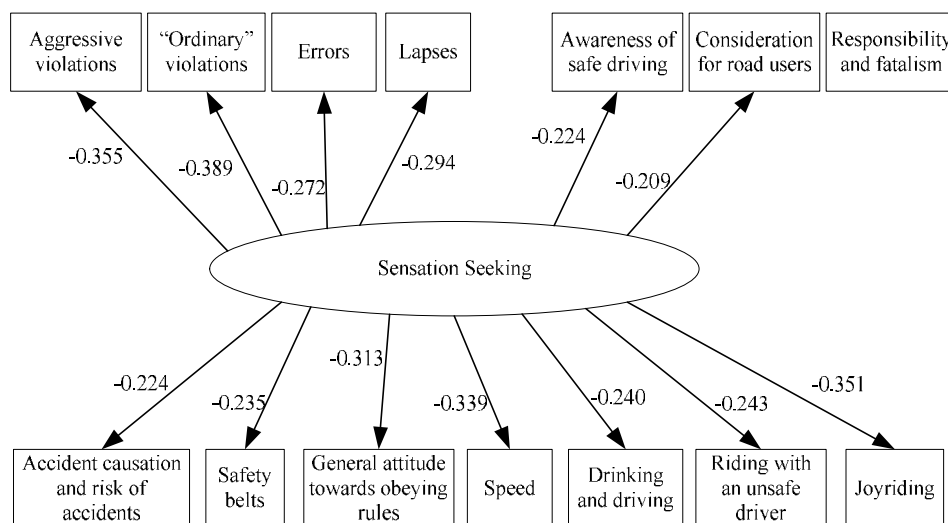 Aggressive
violations
“Ordinary”
violations
Errors
Lapses
Awareness of
safe driving
Consideration
for road users
Responsibility
and fatalism
-0.355
-0.389
-0.272
-0.294
-0.224
-0.209
Sensation Seeking
-0.224
-0.235
-0.313
-0.339
-0.240
-0.243
-0.351
Accident causation
and risk of
accidents
Safety
belts
General attitude
towards obeying
rules
Speed
Drinking
and driving
Riding with
an unsafe
driver
Joyriding